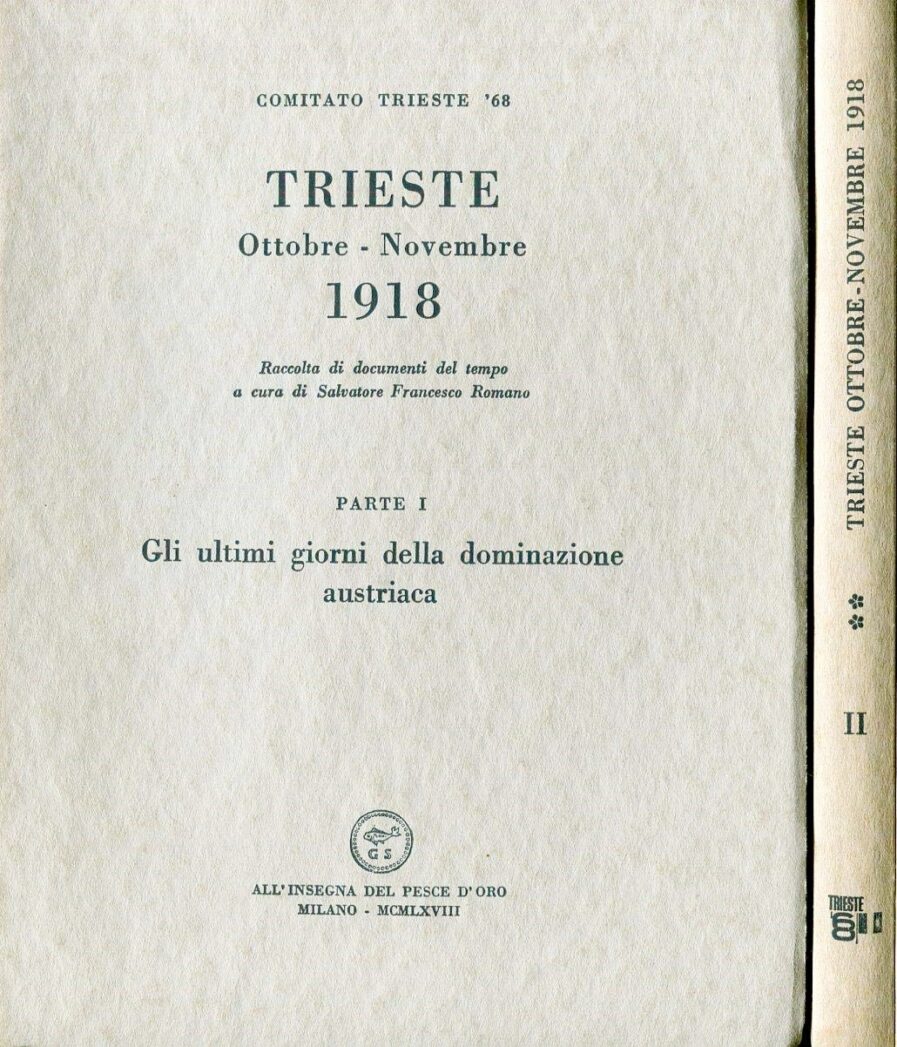 COMITATO TRIESTE '68
TRIESTE
Ottobre - Novembre
1918
Raccolta di documenti del tempo
a cura di Salvatore Francesco Romano
PARTE I
Gli ultimi giorni della dominazione
austriaca
G S
ALL'INSEGNA DEL PESCE D'ORO
MILANO - MCMLXVIII
TRIESTE OTTOBRE-NOVEMBRE 1918
II
TRIESTE
68